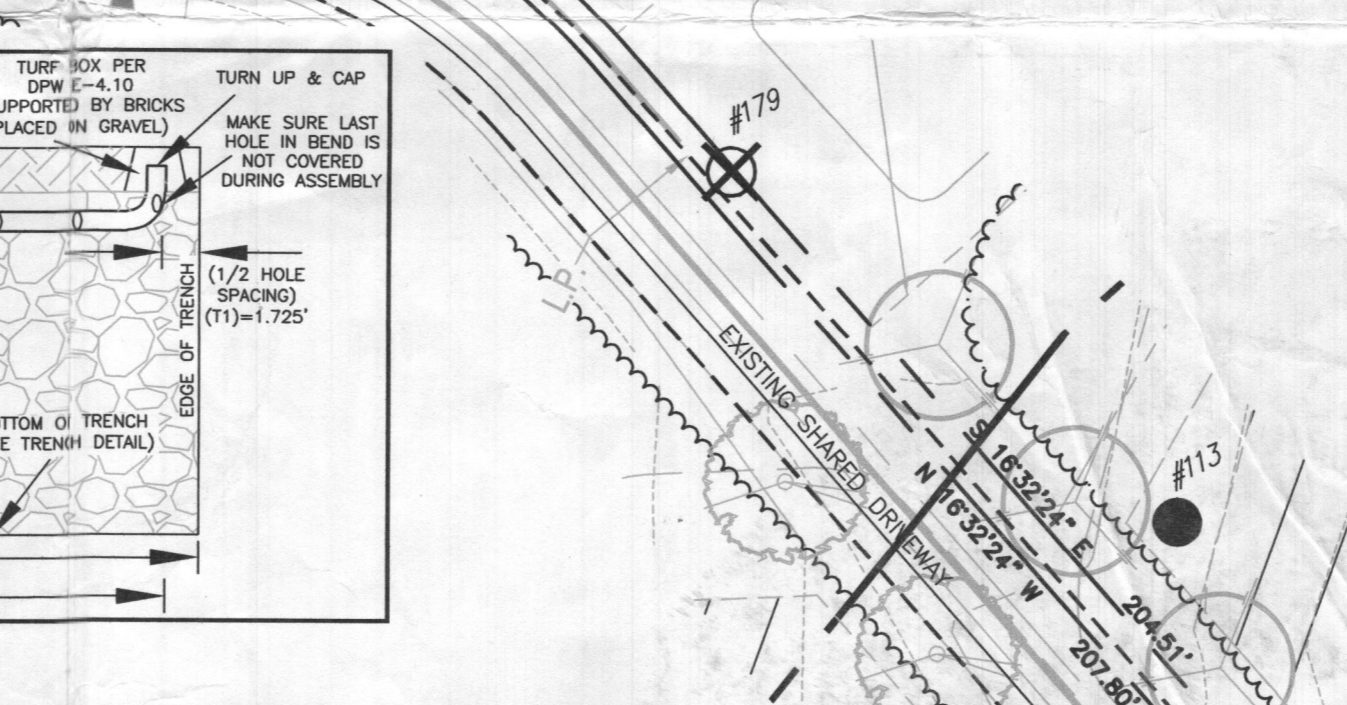 TURF BOX PER
DPW E-4.10
UPPORTED BY BRICKS
PLACED ON GRAVEL)
TURN UP & CAP
MAKE SURE LAST
HOLE IN BEND IS
NOT COVERED
DURING ASSEMBLY
(1/2 HOLE
SPACING)
(T1)=1.725'
EDGE OF TRENCH
OTTOM OF TRENCH
E TRENCH DETAIL)
#179
L.P.
EXISTING SHARED DRIVEWAY
S 16°32'24" E
204.51'
N 16°32'24" W
207.80'
#113